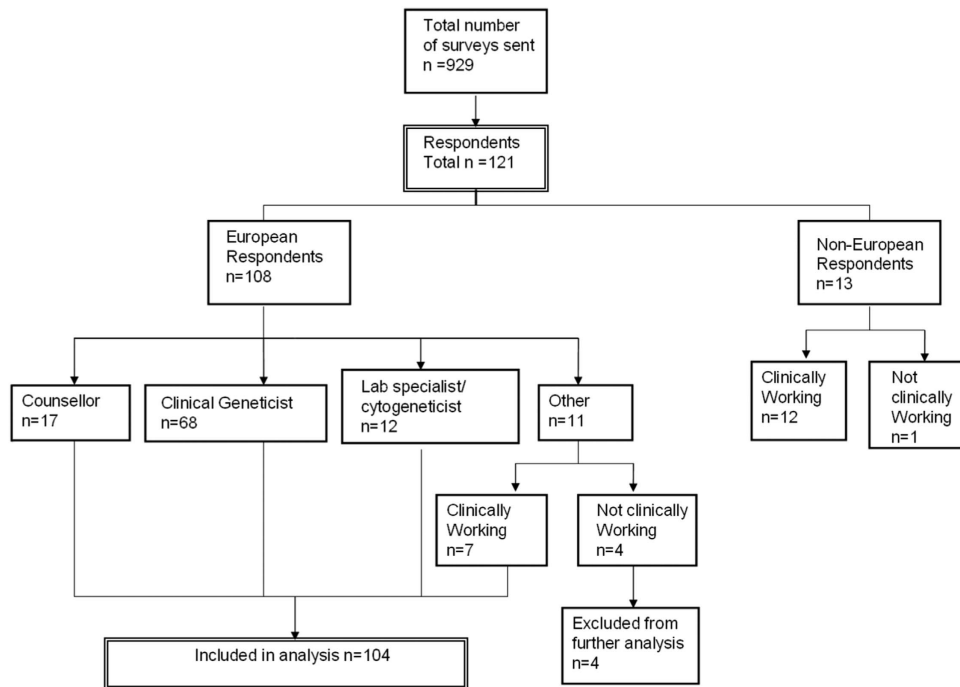 Total number
of surveys sent
n =929
Respondents
Total n =121
European
Respondents
n=108
Non-European
Respondents
n=13
Counsellor
n=17
Clinical Geneticist
n=68
Lab specialist/
cytogeneticist
n=12
Other
n=11
Clinically
Working
n=12
Not
clinically
Working
n=1
Clinically
Working
n=7
Not clinically
Working
n=4
Included in analysis n=104
Excluded from
further analysis
n=4